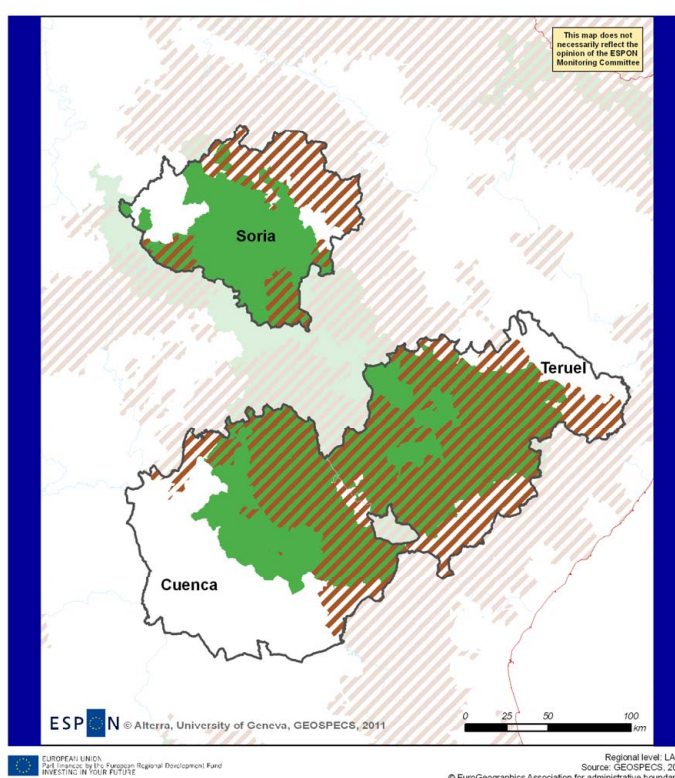 This map does not
necessarily reflect the
opinion of the ESPON
Monitoring Committee
Soria
Teruel
Cuenca
ESPON © Alterra, University of Geneva, GEOSPECS, 2011
0 25 50 100
km
EUROPEAN UNION
Part financed by the European Regional Development Fund
INVESTING IN YOUR FUTURE
Regional level: LA
Source: GEOSPECS, 20
© EuroGeographics Association for administrative boundar